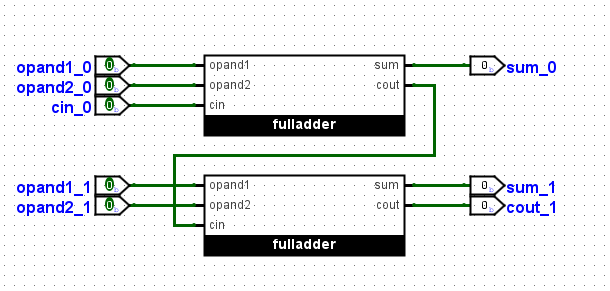 opand1_0 0 opand1 sum 0 sum_0
opand2_0 0 opand2 cout
cin_0 0 cin
fulladder
opand1_1 0 opand1 sum 0 sum_1
opand2_1 0 opand2 cout 0 cout_1
cin
fulladder